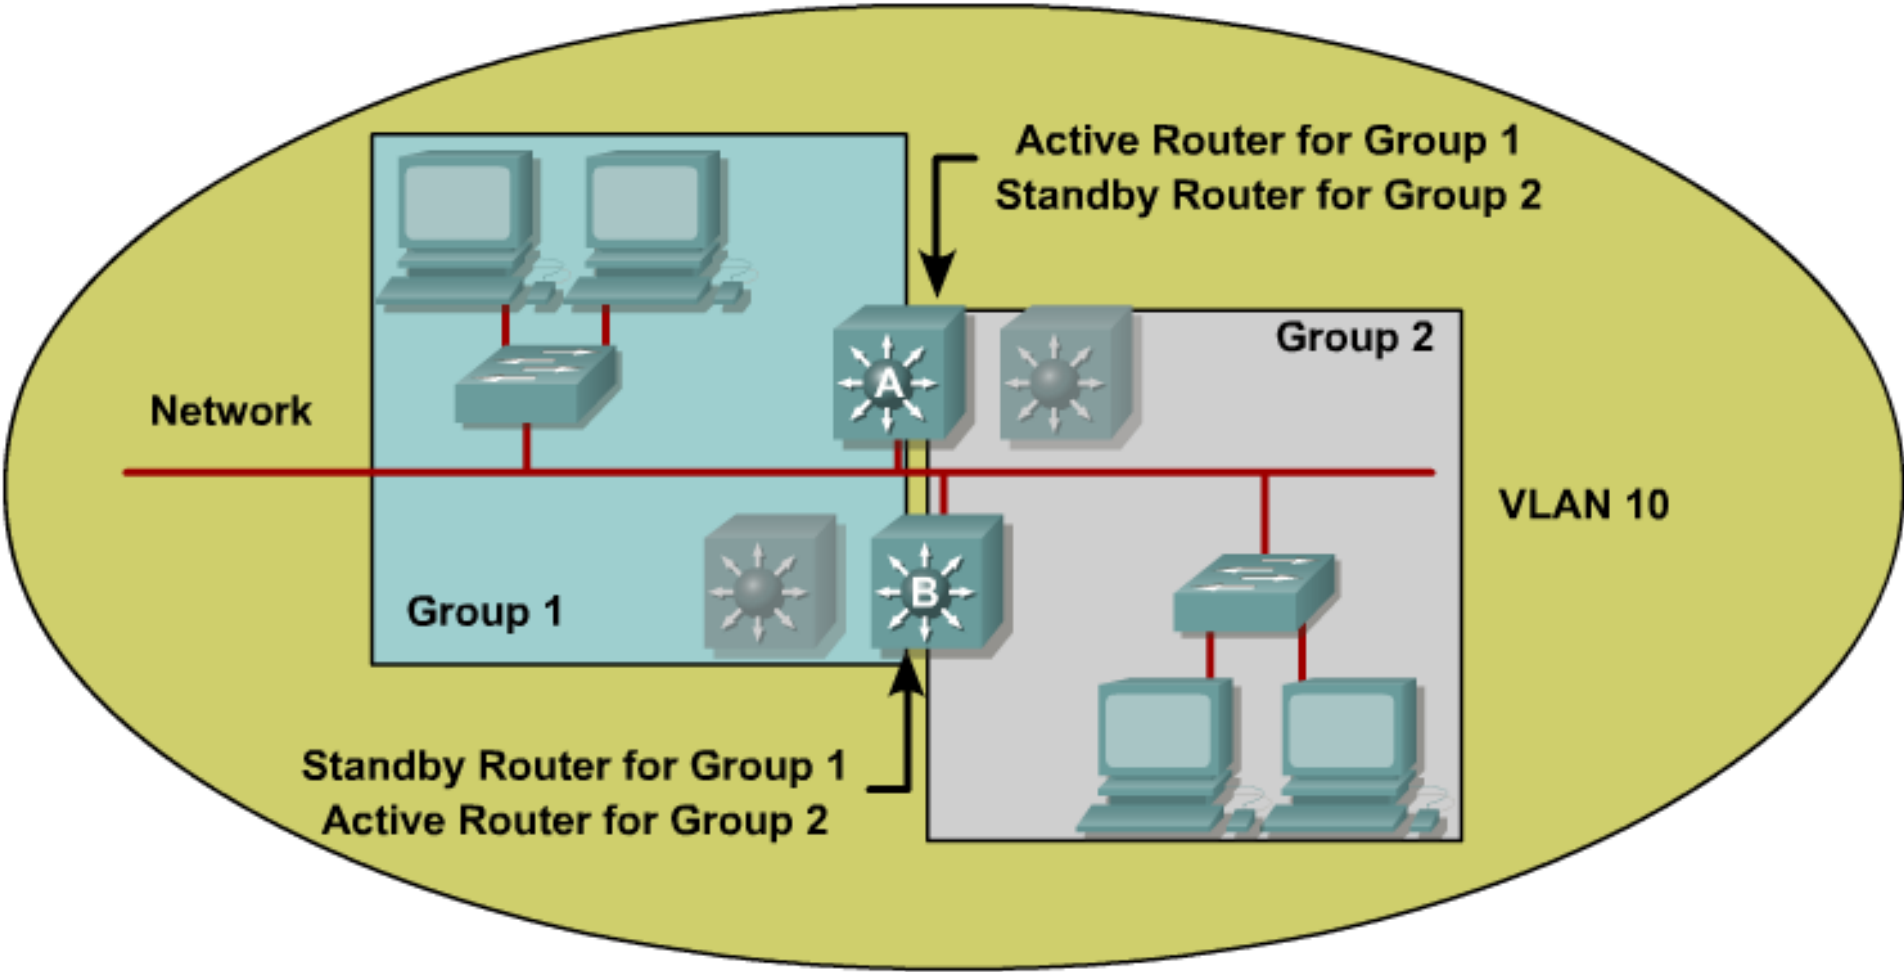 Active Router for Group 1
Standby Router for Group 2
Group 2
A
Network
VLAN 10
B
Group 1
Standby Router for Group 1
Active Router for Group 2